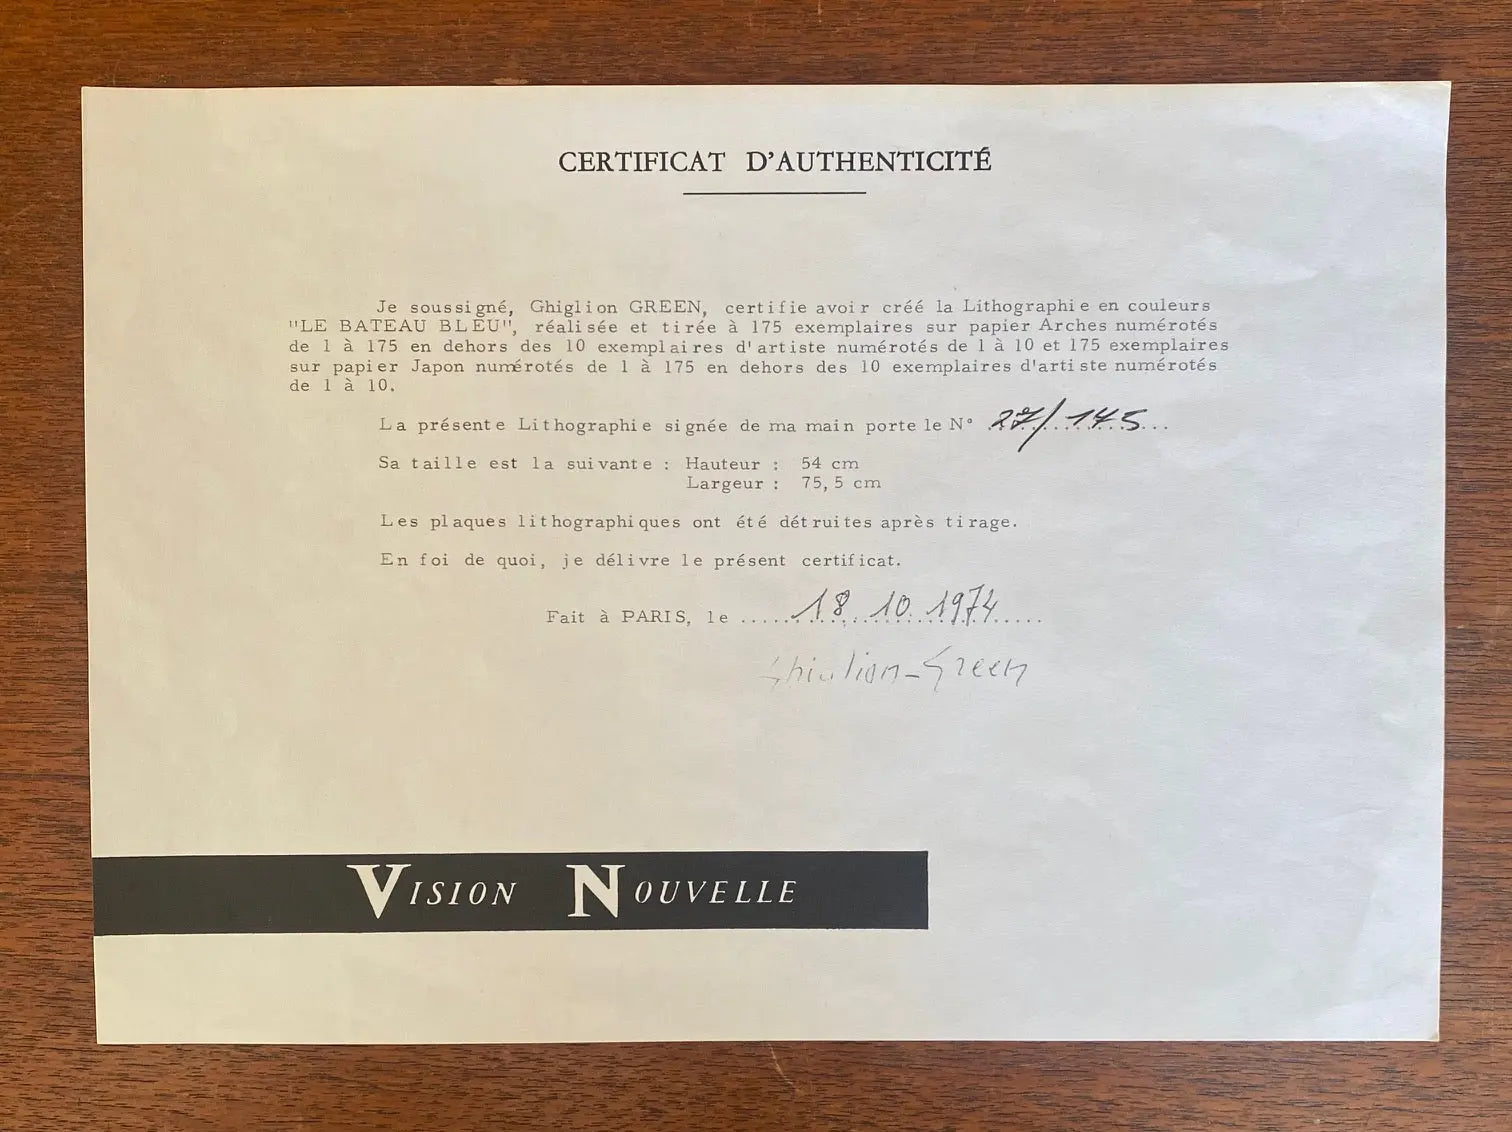 CERTIFICAT D'AUTHENTICITÉ
Je soussigné, Ghiglion GREEN, certifie avoir créé la Lithographie en couleurs
"LE BATEAU BLEU", réalisée et tirée à 175 exemplaires sur papier Arches numérotés
de 1 à 175 en dehors des 10 exemplaires d'artiste numérotés de 1 à 10 et 175 exemplaires
sur papier Japon numérotés de 1 à 175 en dehors des 10 exemplaires d'artiste numérotés
de 1 à 10.
La présente Lithographie signée de ma main porte le N° 27/175...
Sa taille est la suivante : Hauteur : 54 cm
Largeur : 75,5 cm
Les plaques lithographiques ont été détruites après tirage.
En foi de quoi, je délivre le présent certificat.
Fait à PARIS, le .....18.10.1974.....
Ghiglion-Green
VISION NOUVELLE